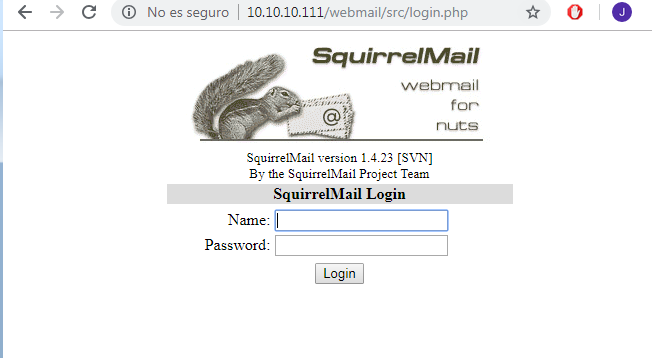 No es seguro | 10.10.10.111/webmail/src/login.php
J
SquirrelMail
webmail
for
nuts
@
SquirrelMail version 1.4.23 [SVN]
By the SquirrelMail Project Team
SquirrelMail Login
Name:
Password:
Login